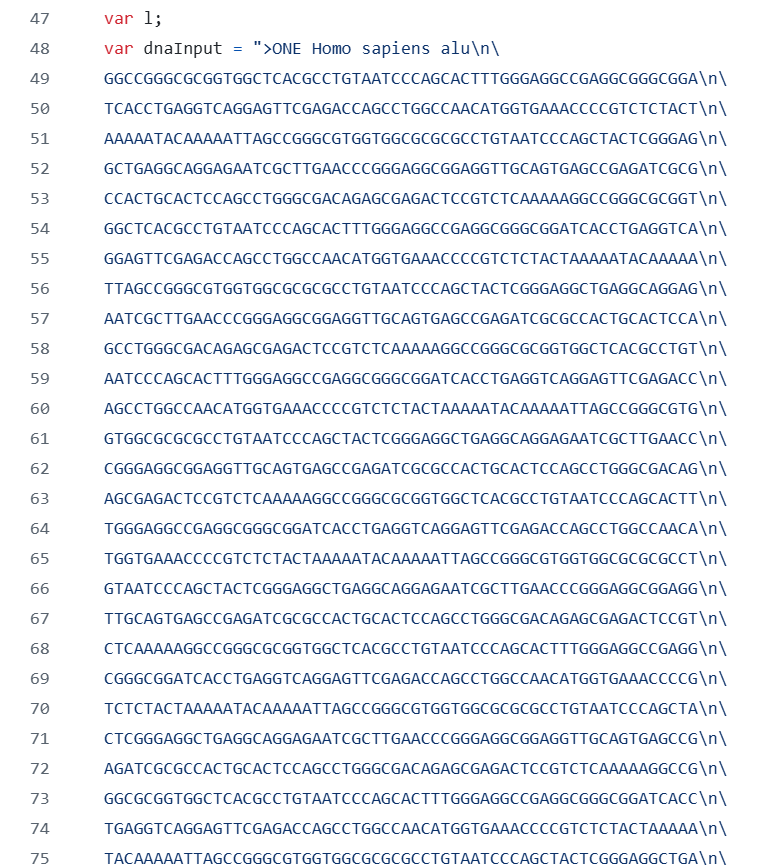 47 var l;
48 var dnaInput = ">ONE Homo sapiens alu\n\
49 GGCCGGGCGCGGTGGCTCACGCCTGTAATCCCAGCACTTTGGGAGGCCGAGGCGGGCGGA\n\
50 TCACCTGAGGTCAGGAGTTCGAGACCAGCCTGGCCAACATGGTGAAACCCCGTCTCTACT\n\
51 AAAAATACAAAAATTAGCCGGGCGTGGTGGCGCGCGCCTGTAATCCCAGCTACTCGGGAG\n\
52 GCTGAGGCAGGAGAATCGCTTGAACCCGGGAGGCGGAGGTTGCAGTGAGCCGAGATCGCG\n\
53 CCACTGCACTCCAGCCTGGGCGACAGAGCGAGACTCCGTCTCAAAAAGGCCGGGCGCGGT\n\
54 GGCTCACGCCTGTAATCCCAGCACTTTGGGAGGCCGAGGCGGGCGGATCACCTGAGGTCA\n\
55 GGAGTTCGAGACCAGCCTGGCCAACATGGTGAAACCCCGTCTCTACTAAAAATACAAAAA\n\
56 TTAGCCGGGCGTGGTGGCGCGCGCCTGTAATCCCAGCTACTCGGGAGGCTGAGGCAGGAG\n\
57 AATCGCTTGAACCCGGGAGGCGGAGGTTGCAGTGAGCCGAGATCGCGCCACTGCACTCCA\n\
58 GCCTGGGCGACAGAGCGAGACTCCGTCTCAAAAAGGCCGGGCGCGGTGGCTCACGCCTGT\n\
59 AATCCCAGCACTTTGGGAGGCCGAGGCGGGCGGATCACCTGAGGTCAGGAGTTCGAGACC\n\
60 AGCCTGGCCAACATGGTGAAACCCCGTCTCTACTAAAAATACAAAAATTAGCCGGGCGTG\n\
61 GTGGCGCGCGCCTGTAATCCCAGCTACTCGGGAGGCTGAGGCAGGAGAATCGCTTGAACC\n\
62 CGGGAGGCGGAGGTTGCAGTGAGCCGAGATCGCGCCACTGCACTCCAGCCTGGGCGACAG\n\
63 AGCGAGACTCCGTCTCAAAAAGGCCGGGCGCGGTGGCTCACGCCTGTAATCCCAGCACTT\n\
64 TGGGAGGCCGAGGCGGGCGGATCACCTGAGGTCAGGAGTTCGAGACCAGCCTGGCCAACA\n\
65 TGGTGAAACCCCGTCTCTACTAAAAATACAAAAATTAGCCGGGCGTGGTGGCGCGCGCCT\n\
66 GTAATCCCAGCTACTCGGGAGGCTGAGGCAGGAGAATCGCTTGAACCCGGGAGGCGGAGG\n\
67 TTGCAGTGAGCCGAGATCGCGCCACTGCACTCCAGCCTGGGCGACAGAGCGAGACTCCGT\n\
68 CTCAAAAAGGCCGGGCGCGGTGGCTCACGCCTGTAATCCCAGCACTTTGGGAGGCCGAGG\n\
69 CGGGCGGATCACCTGAGGTCAGGAGTTCGAGACCAGCCTGGCCAACATGGTGAAACCCCG\n\
70 TCTCTACTAAAAATACAAAAATTAGCCGGGCGTGGTGGCGCGCGCCTGTAATCCCAGCTA\n\
71 CTCGGGAGGCTGAGGCAGGAGAATCGCTTGAACCCGGGAGGCGGAGGTTGCAGTGAGCCG\n\
72 AGATCGCGCCACTGCACTCCAGCCTGGGCGACAGAGCGAGACTCCGTCTCAAAAAGGCCG\n\
73 GGCGCGGTGGCTCACGCCTGTAATCCCAGCACTTTGGGAGGCCGAGGCGGGCGGATCACC\n\
74 TGAGGTCAGGAGTTCGAGACCAGCCTGGCCAACATGGTGAAACCCCGTCTCTACTAAAAA\n\
75 TACAAAAATTAGCCGGGCGTGGTGGCGCGCGCCTGTAATCCCAGCTACTCGGGAGGCTGA\n\